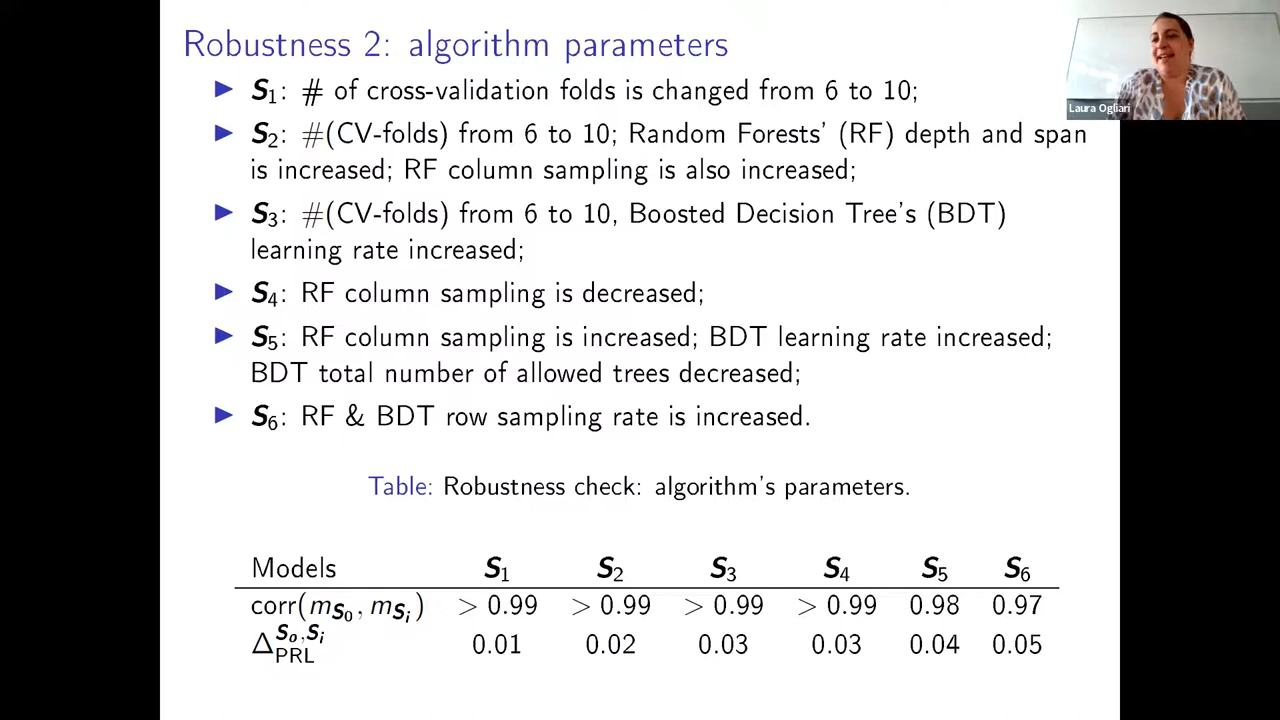 Robustness 2: algorithm parameters
Laura Ogliari
▶ S₁: # of cross-validation folds is changed from 6 to 10;
▶ S₂: #(CV-folds) from 6 to 10; Random Forests' (RF) depth and span
is increased; RF column sampling is also increased;
▶ S₃: #(CV-folds) from 6 to 10, Boosted Decision Tree's (BDT)
learning rate increased;
▶ S₄: RF column sampling is decreased;
▶ S₅: RF column sampling is increased; BDT learning rate increased;
BDT total number of allowed trees decreased;
▶ S₆: RF & BDT row sampling rate is increased.
Table: Robustness check: algorithm's parameters.
Models S₁ S₂ S₃ S₄ S₅ S₆
corr(m_S₀, m_Sᵢ) > 0.99 > 0.99 > 0.99 > 0.99 0.98 0.97
Δ_PRL^S₀,Sᵢ 0.01 0.02 0.03 0.03 0.04 0.05